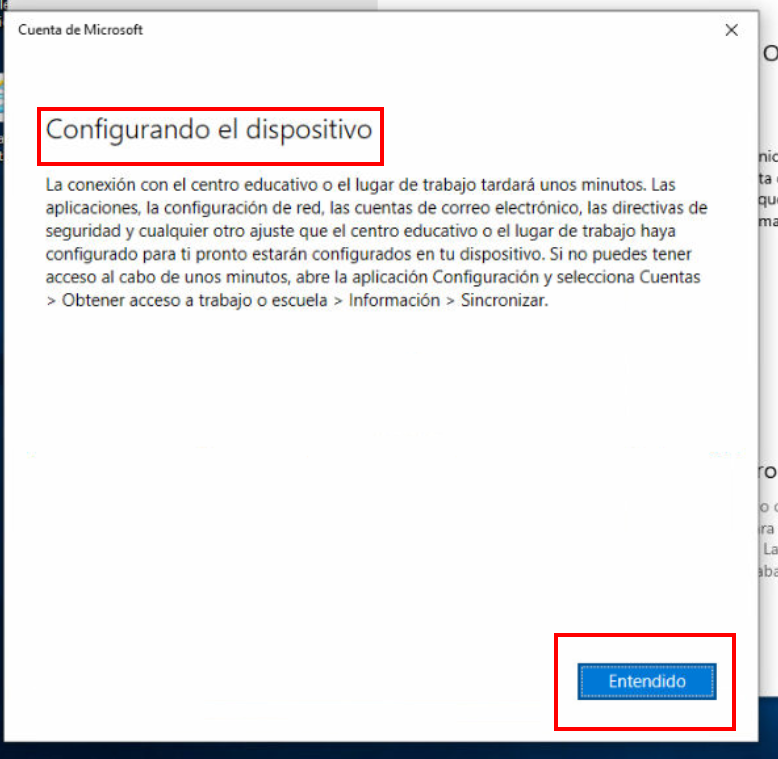 Cuenta de Microsoft
Configurando el dispositivo
La conexión con el centro educativo o el lugar de trabajo tardará unos minutos. Las
aplicaciones, la configuración de red, las cuentas de correo electrónico, las directivas de
seguridad y cualquier otro ajuste que el centro educativo o el lugar de trabajo haya
configurado para ti pronto estarán configurados en tu dispositivo. Si no puedes tener
acceso al cabo de unos minutos, abre la aplicación Configuración y selecciona Cuentas
> Obtener acceso a trabajo o escuela > Información > Sincronizar.
Entendido